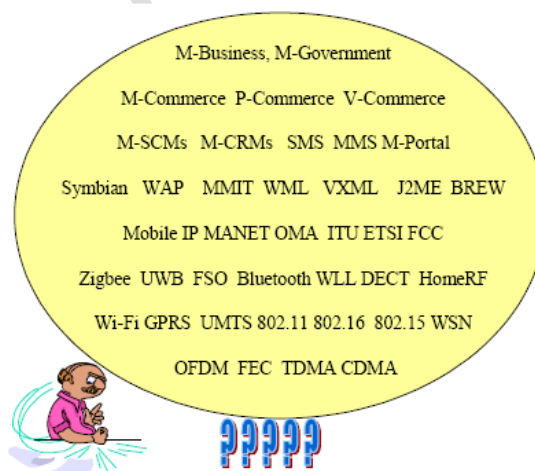 M-Business, M-Government
M-Commerce P-Commerce V-Commerce
M-SCMs M-CRMs SMS MMS M-Portal
Symbian WAP MMIT WML VXML J2ME BREW
Mobile IP MANET OMA ITU ETSI FCC
Zigbee UWB FSO Bluetooth WLL DECT HomeRF
Wi-Fi GPRS UMTS 802.11 802.16 802.15 WSN
OFDM FEC TDMA CDMA
?????